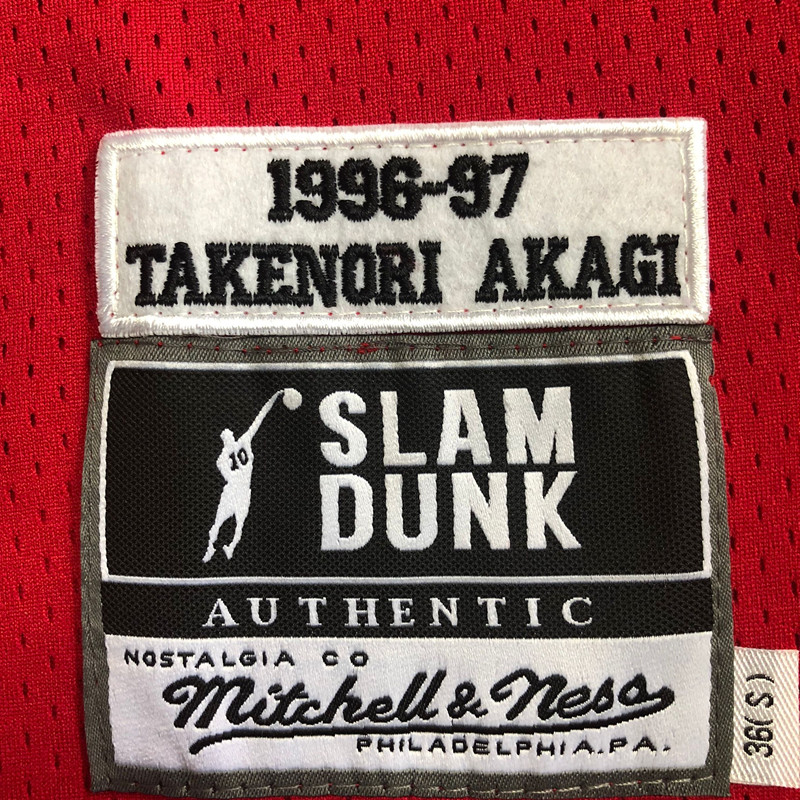 1996-97
TAKENORI AKAGI
10
SLAM
DUNK
AUTHENTIC
NOSTALGIA CO
Mitchell & Ness
PHILADELPHIA.PA.
36(S)